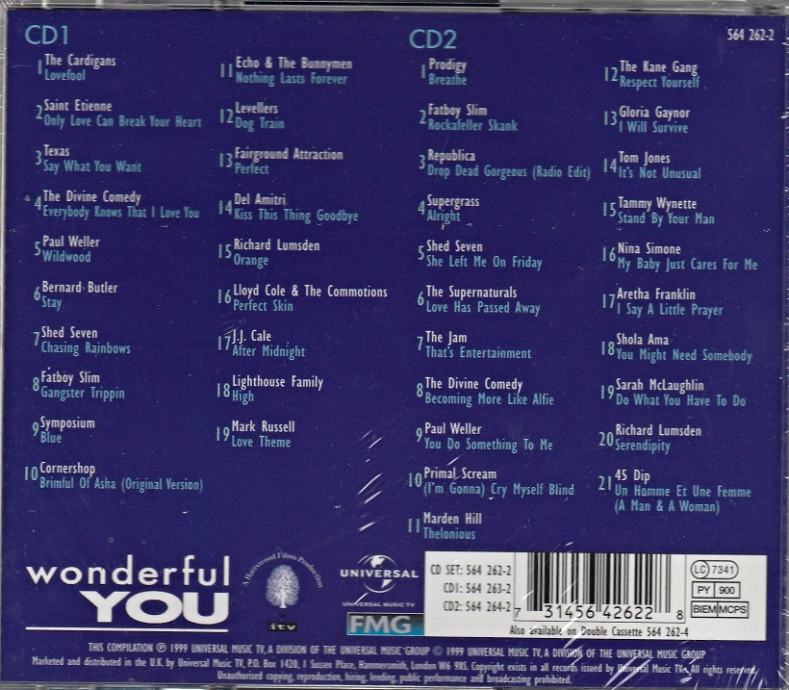 CD1
1 The Cardigans
Lovefool
2 Saint Etienne
Only Love Can Break Your Heart
3 Texas
Say What You Want
4 The Divine Comedy
Everybody Knows That I Love You
5 Paul Weller
Wildwood
6 Bernard Butler
Stay
7 Shed Seven
Chasing Rainbows
8 Fatboy Slim
Gangster Trippin
9 Symposium
Blue
10 Cornershop
Brimful Of Asha (Original Version)
11 Echo & The Bunnymen
Nothing Lasts Forever
12 Levellers
Dog Train
13 Fairground Attraction
Perfect
14 Del Amitri
Kiss This Thing Goodbye
15 Richard Lumsden
Orange
16 Lloyd Cole & The Commotions
Perfect Skin
17 J.J. Cale
After Midnight
18 Lighthouse Family
High
19 Mark Russell
Love Theme
CD2
564 262-2
1 Prodigy
Breathe
2 Fatboy Slim
Rockafeller Skank
3 Republica
Drop Dead Gorgeous (Radio Edit)
4 Supergrass
Alright
5 Shed Seven
She Left Me On Friday
6 The Supernaturals
Love Has Passed Away
7 The Jam
That's Entertainment
8 The Divine Comedy
Becoming More Like Alfie
9 Paul Weller
You Do Something To Me
10 Primal Scream
(I'm Gonna) Cry Myself Blind
11 Marden Hill
Thelonious
12 The Kane Gang
Respect Yourself
13 Gloria Gaynor
I Will Survive
14 Tom Jones
It's Not Unusual
15 Tammy Wynette
Stand By Your Man
16 Nina Simone
My Baby Just Cares For Me
17 Aretha Franklin
I Say A Little Prayer
18 Shola Ama
You Might Need Somebody
19 Sarah McLaughlin
Do What You Have To Do
20 Richard Lumsden
Serendipity
21 45 Dip
Un Homme Et Une Femme
(A Man & A Woman)
wonderful
YOU
A Hartswood Films Production
itv
UNIVERSAL
UNIVERSAL MUSIC TV
FMG
CD SET: 564 262-2
CD1: 564 263-2
CD2: 564 264-2
7 31456 42622 8
LC 7341
PY 900
BIEM MCPS
Also available on Double Cassette 564 262-4
THIS COMPILATION ℗ 1999 UNIVERSAL MUSIC TV, A DIVISION OF THE UNIVERSAL MUSIC GROUP © 1999 UNIVERSAL MUSIC TV, A DIVISION OF THE UNIVERSAL MUSIC GROUP
Marketed and distributed in the U.K. by Universal Music TV, P.O. Box 1420, 1 Sussex Place, Hammersmith, London W6 9XS. Copyright exists in all records issued by Universal Music TV. All rights reserved.
Unauthorised copying, reproduction, hiring, lending, public performance and broadcasting prohibited.